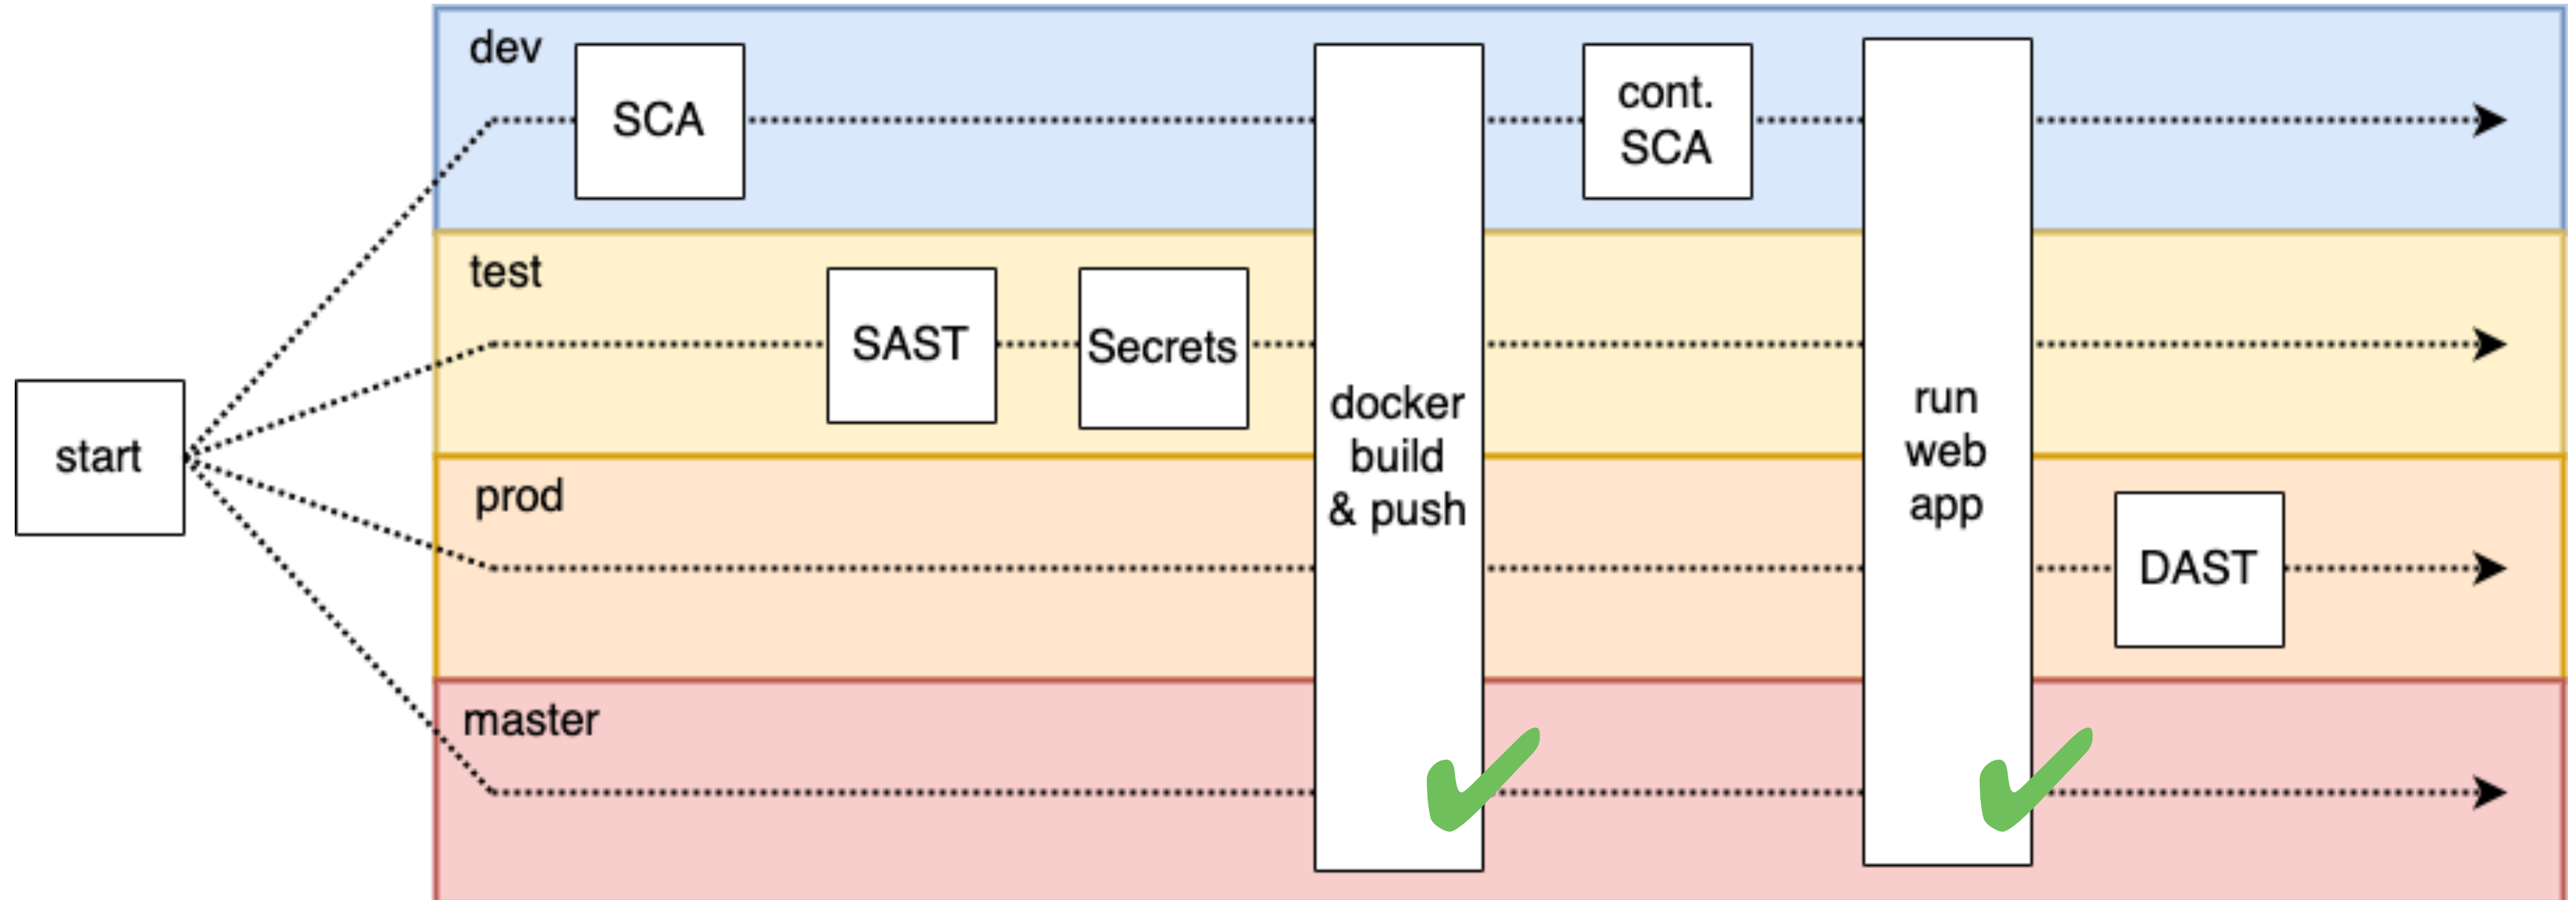 dev
SCA
cont.
SCA
test
SAST
Secrets
start
docker
build
& push
run
web
app
prod
DAST
master